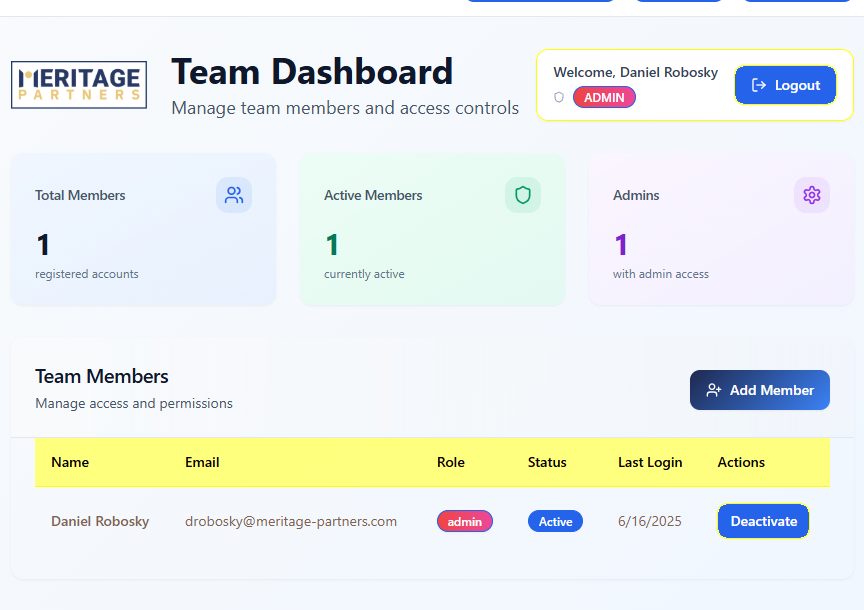 MERITAGE
PARTNERS
Team Dashboard
Manage team members and access controls
Welcome, Daniel Robosky
ADMIN
Logout
Total Members
1
registered accounts
Active Members
1
currently active
Admins
1
with admin access
Team Members
Manage access and permissions
Add Member
Name Email Role Status Last Login Actions
Daniel Robosky drobosky@meritage-partners.com admin Active 6/16/2025 Deactivate